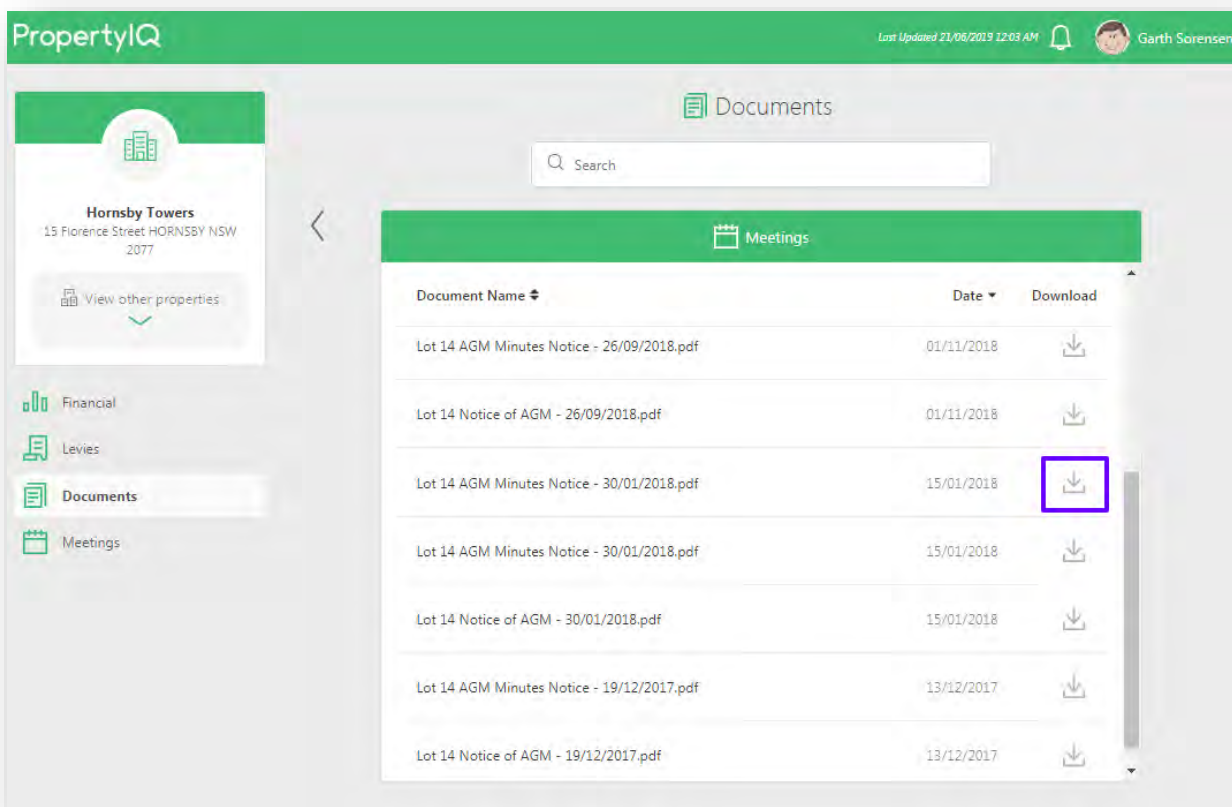 PropertyIQ
Last Updated 21/06/2019 12:03 AM
Garth Sorensen
Hornsby Towers
15 Florence Street HORNSBY NSW
2077
View other properties
Financial
Levies
Documents
Meetings
Documents
Search
Meetings
Document Name Date Download
Lot 14 AGM Minutes Notice - 26/09/2018.pdf 01/11/2018
Lot 14 Notice of AGM - 26/09/2018.pdf 01/11/2018
Lot 14 AGM Minutes Notice - 30/01/2018.pdf 15/01/2018
Lot 14 AGM Minutes Notice - 30/01/2018.pdf 15/01/2018
Lot 14 Notice of AGM - 30/01/2018.pdf 15/01/2018
Lot 14 AGM Minutes Notice - 19/12/2017.pdf 13/12/2017
Lot 14 Notice of AGM - 19/12/2017.pdf 13/12/2017